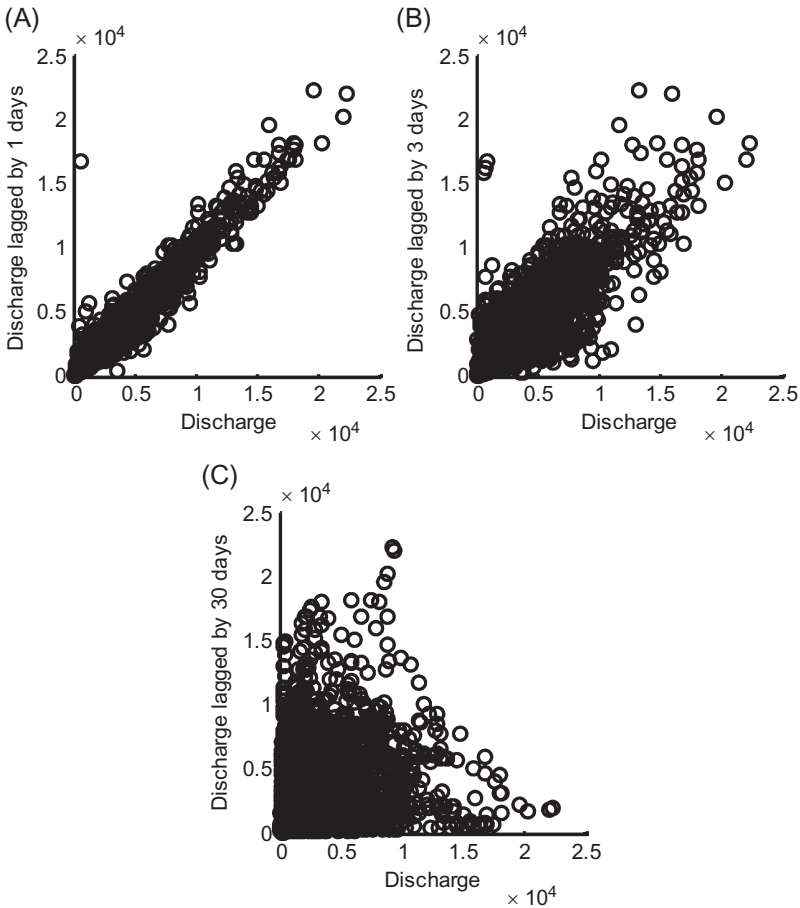 (A)
× 10⁴
2.5
2
1.5
1
0.5
0
Discharge lagged by 1 days
0 0.5 1 1.5 2 2.5
Discharge
× 10⁴
(B)
× 10⁴
2.5
2
1.5
1
0.5
0
Discharge lagged by 3 days
0 0.5 1 1.5 2 2.5
Discharge
× 10⁴
(C)
× 10⁴
2.5
2
1.5
1
0.5
0
Discharge lagged by 30 days
0 0.5 1 1.5 2 2.5
Discharge
× 10⁴